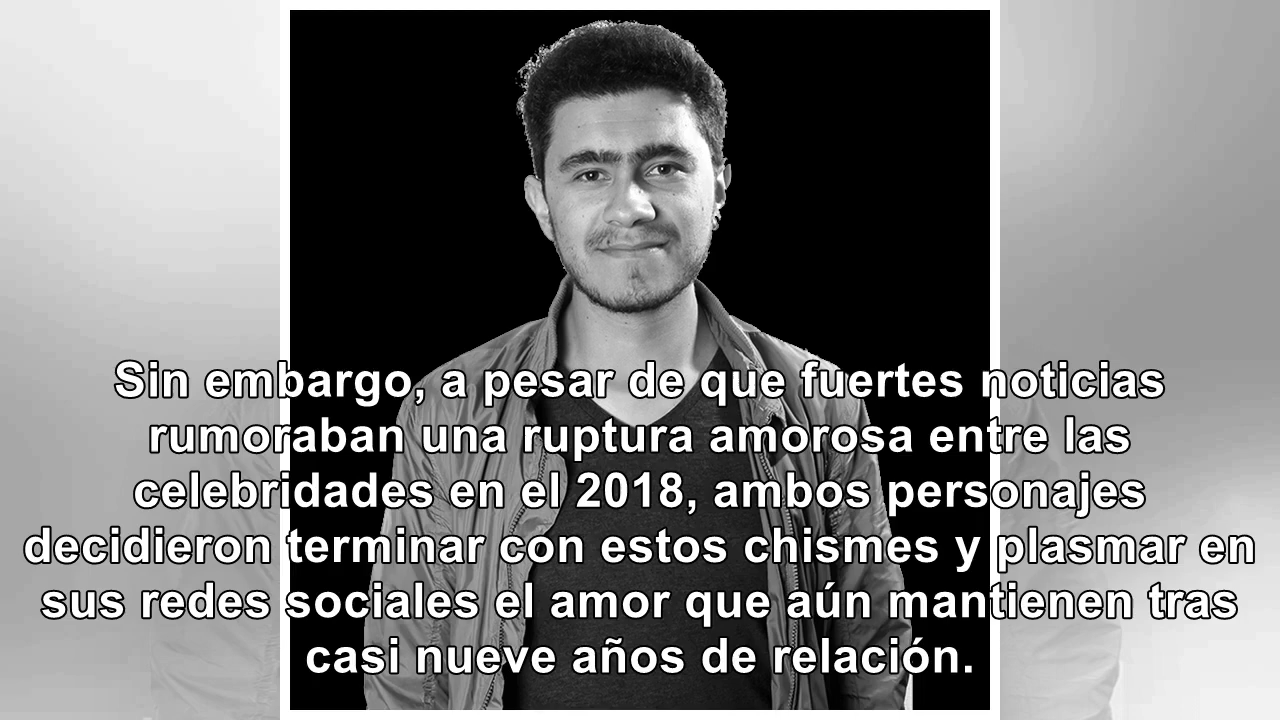 Sin embargo, a pesar de que fuertes noticias
rumoraban una ruptura amorosa entre las
celebridades en el 2018, ambos personajes
decidieron terminar con estos chismes y plasmar en
sus redes sociales el amor que aún mantienen tras
casi nueve años de relación.